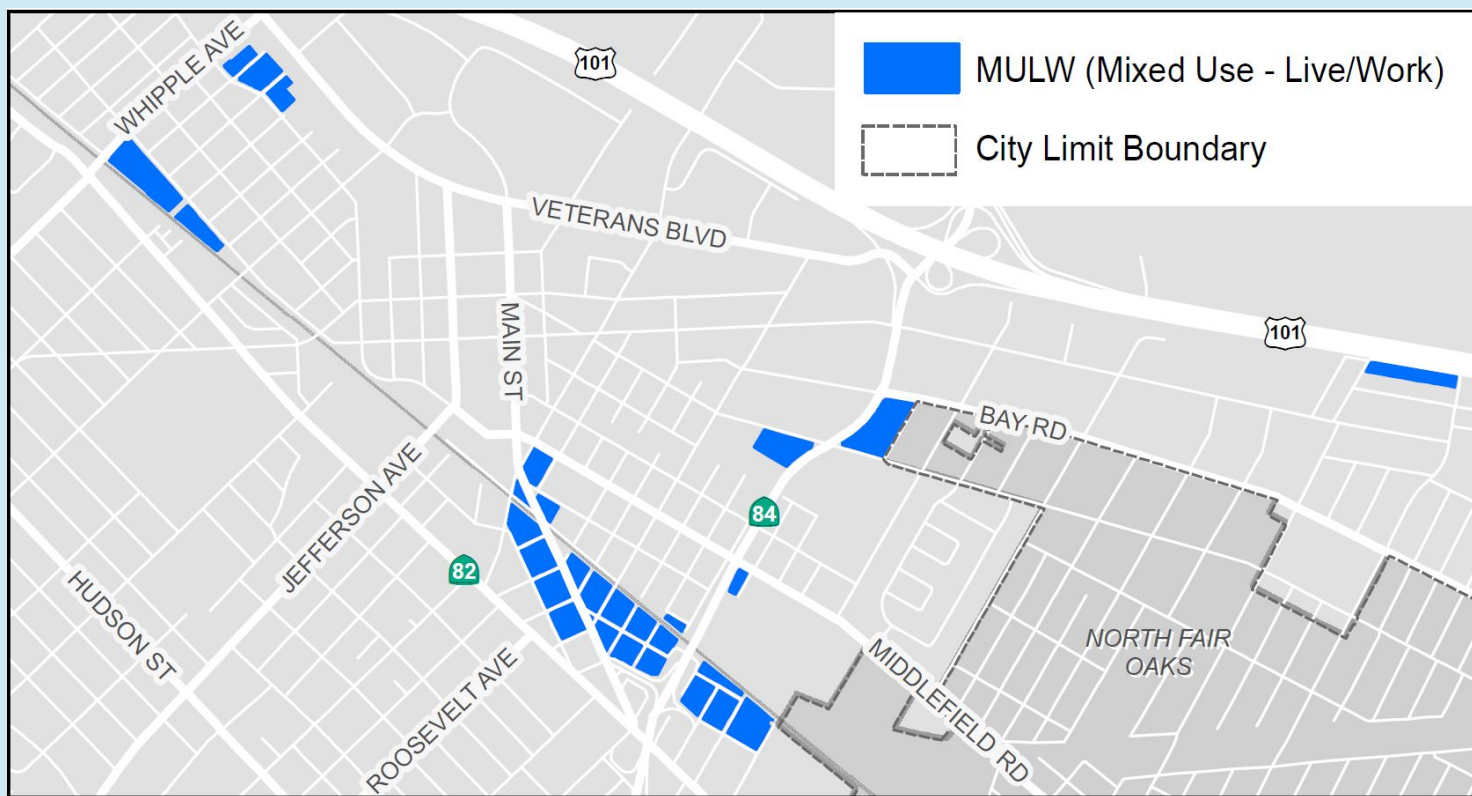 WHIPPLE AVE
101
MULW (Mixed Use - Live/Work)
City Limit Boundary
VETERANS BLVD
MAIN ST
101
BAY RD
JEFFERSON AVE
84
82
HUDSON ST
NORTH FAIR
OAKS
MIDDLEFIELD RD
ROOSEVELT AVE